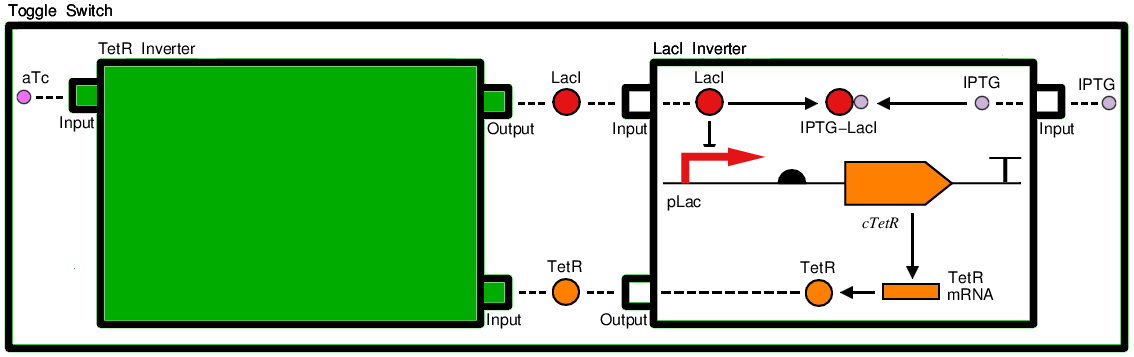 Toggle Switch
TetR Inverter
LacI Inverter
aTc
LacI
LacI
IPTG
IPTG
Input
Output
Input
IPTG–LacI
Input
pLac
cTetR
TetR
TetR
TetR
mRNA
Input
Output